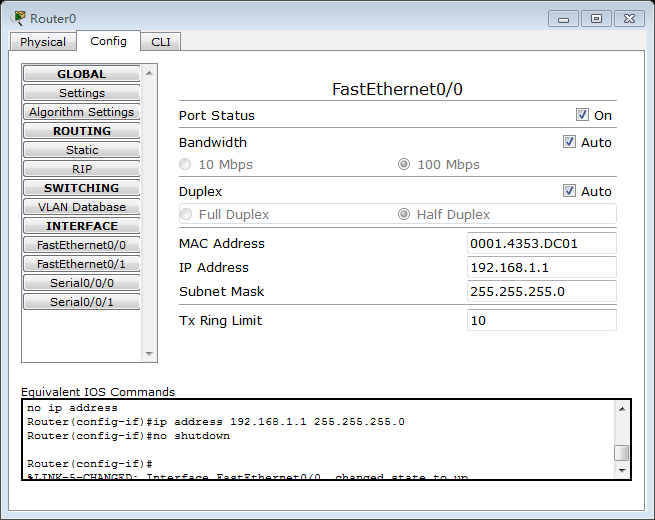 Router0
Physical Config CLI
GLOBAL
Settings
Algorithm Settings
ROUTING
Static
RIP
SWITCHING
VLAN Database
INTERFACE
FastEthernet0/0
FastEthernet0/1
Serial0/0/0
Serial0/0/1
FastEthernet0/0
Port Status On
Bandwidth Auto
10 Mbps 100 Mbps
Duplex Auto
Full Duplex Half Duplex
MAC Address 0001.4353.DC01
IP Address 192.168.1.1
Subnet Mask 255.255.255.0
Tx Ring Limit 10
Equivalent IOS Commands
no ip address
Router(config-if)#ip address 192.168.1.1 255.255.255.0
Router(config-if)#no shutdown
Router(config-if)#
%LINK-5-CHANGED: Interface FastEthernet0/0, changed state to up